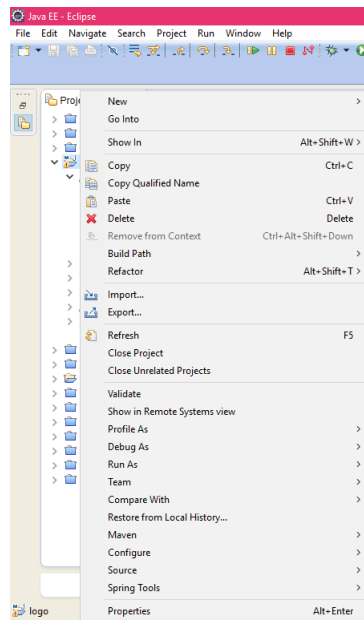 Java EE - Eclipse
File Edit Navigate Search Project Run Window Help
Proje
New
Go Into
Show In Alt+Shift+W >
Copy Ctrl+C
Copy Qualified Name
Paste Ctrl+V
Delete Delete
Remove from Context Ctrl+Alt+Shift+Down
Build Path
Refactor Alt+Shift+T >
Import...
Export...
Refresh F5
Close Project
Close Unrelated Projects
Validate
Show in Remote Systems view
Profile As
Debug As
Run As
Team
Compare With
Restore from Local History...
Maven
Configure
Source
Spring Tools
Properties Alt+Enter
logo